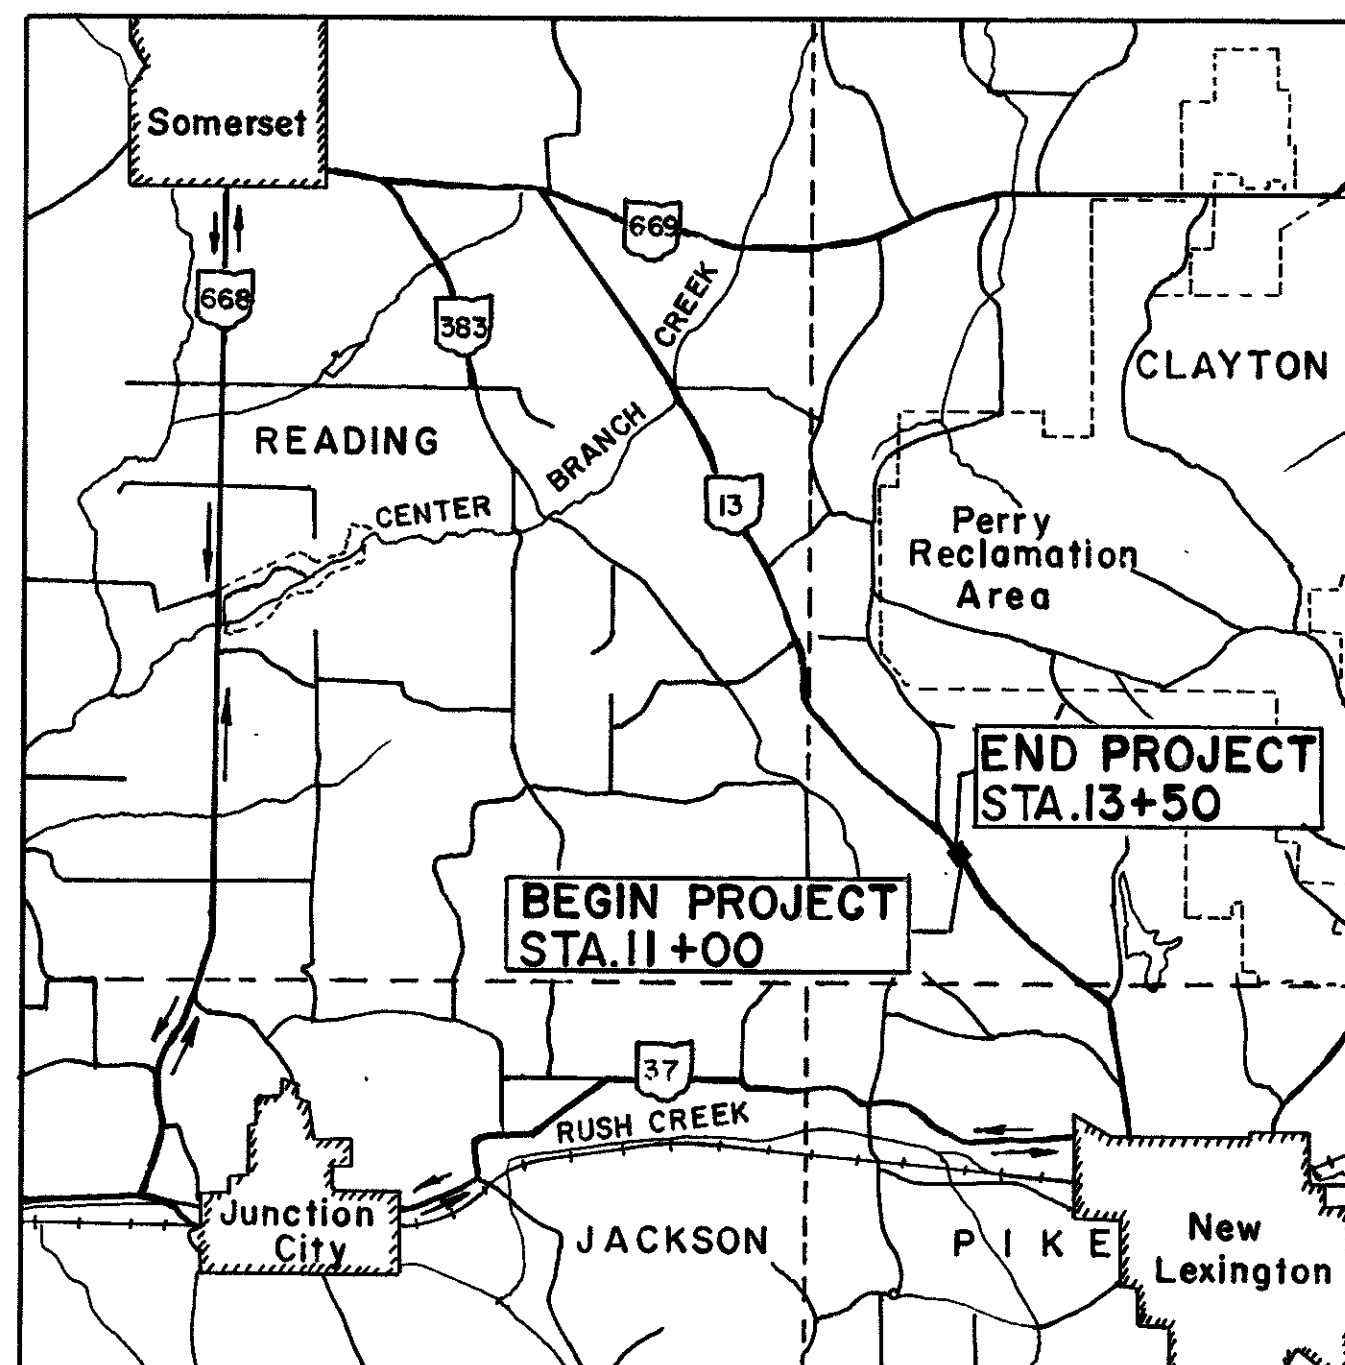 Somerset
669
668
383
CREEK
CLAYTON
READING
BRANCH
CENTER
13
Perry
Reclamation
Area
END PROJECT
STA.13+50
BEGIN PROJECT
STA.11+00
37
RUSH CREEK
Junction
City
JACKSON
PIKE
New
Lexington